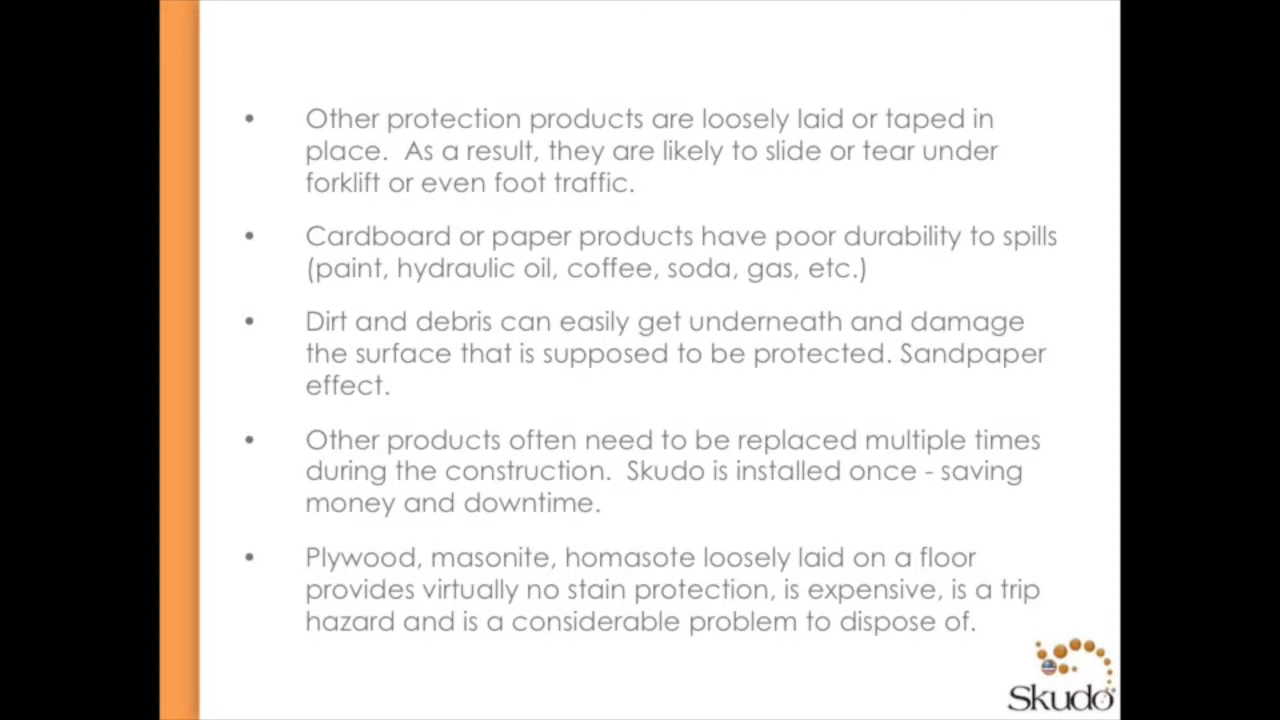 • Other protection products are loosely laid or taped in
place.  As a result, they are likely to slide or tear under
forklift or even foot traffic.
• Cardboard or paper products have poor durability to spills
(paint, hydraulic oil, coffee, soda, gas, etc.)
• Dirt and debris can easily get underneath and damage
the surface that is supposed to be protected. Sandpaper
effect.
• Other products often need to be replaced multiple times
during the construction.  Skudo is installed once - saving
money and downtime.
• Plywood, masonite, homasote loosely laid on a floor
provides virtually no stain protection, is expensive, is a trip
hazard and is a considerable problem to dispose of.
Skudo